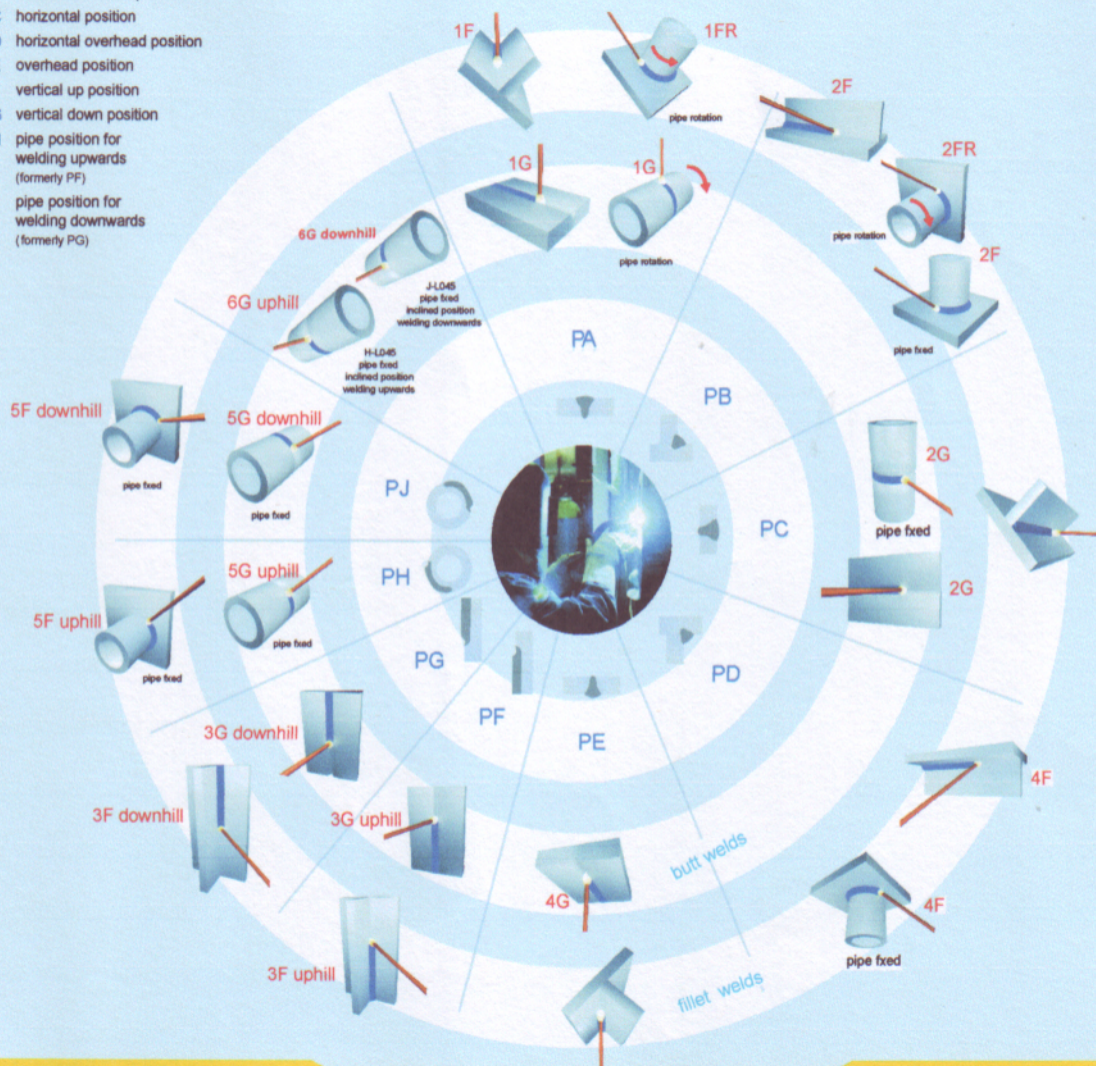 horizontal position
horizontal overhead position
overhead position
vertical up position
vertical down position
pipe position for
welding upwards
(formerly PF)
pipe position for
welding downwards
(formerly PG)
1F
1FR
pipe rotation
2F
2FR
pipe rotation
2F
pipe fixed
1G
1G
pipe rotation
6G downhill
J-L045
pipe fixed
inclined position
welding downwards
6G uphill
H-L045
pipe fixed
inclined position
welding upwards
PA
PB
5F downhill
pipe fxed
5G downhill
pipe fxed
2G
pipe fxed
PJ
PC
PH
5G uphill
pipe fxed
2G
5F uphill
pipe fxed
PG
PD
PF
PE
3G downhill
4F
3F downhill
3G uphill
butt welds
4G
4F
pipe fxed
3F uphill
fillet welds